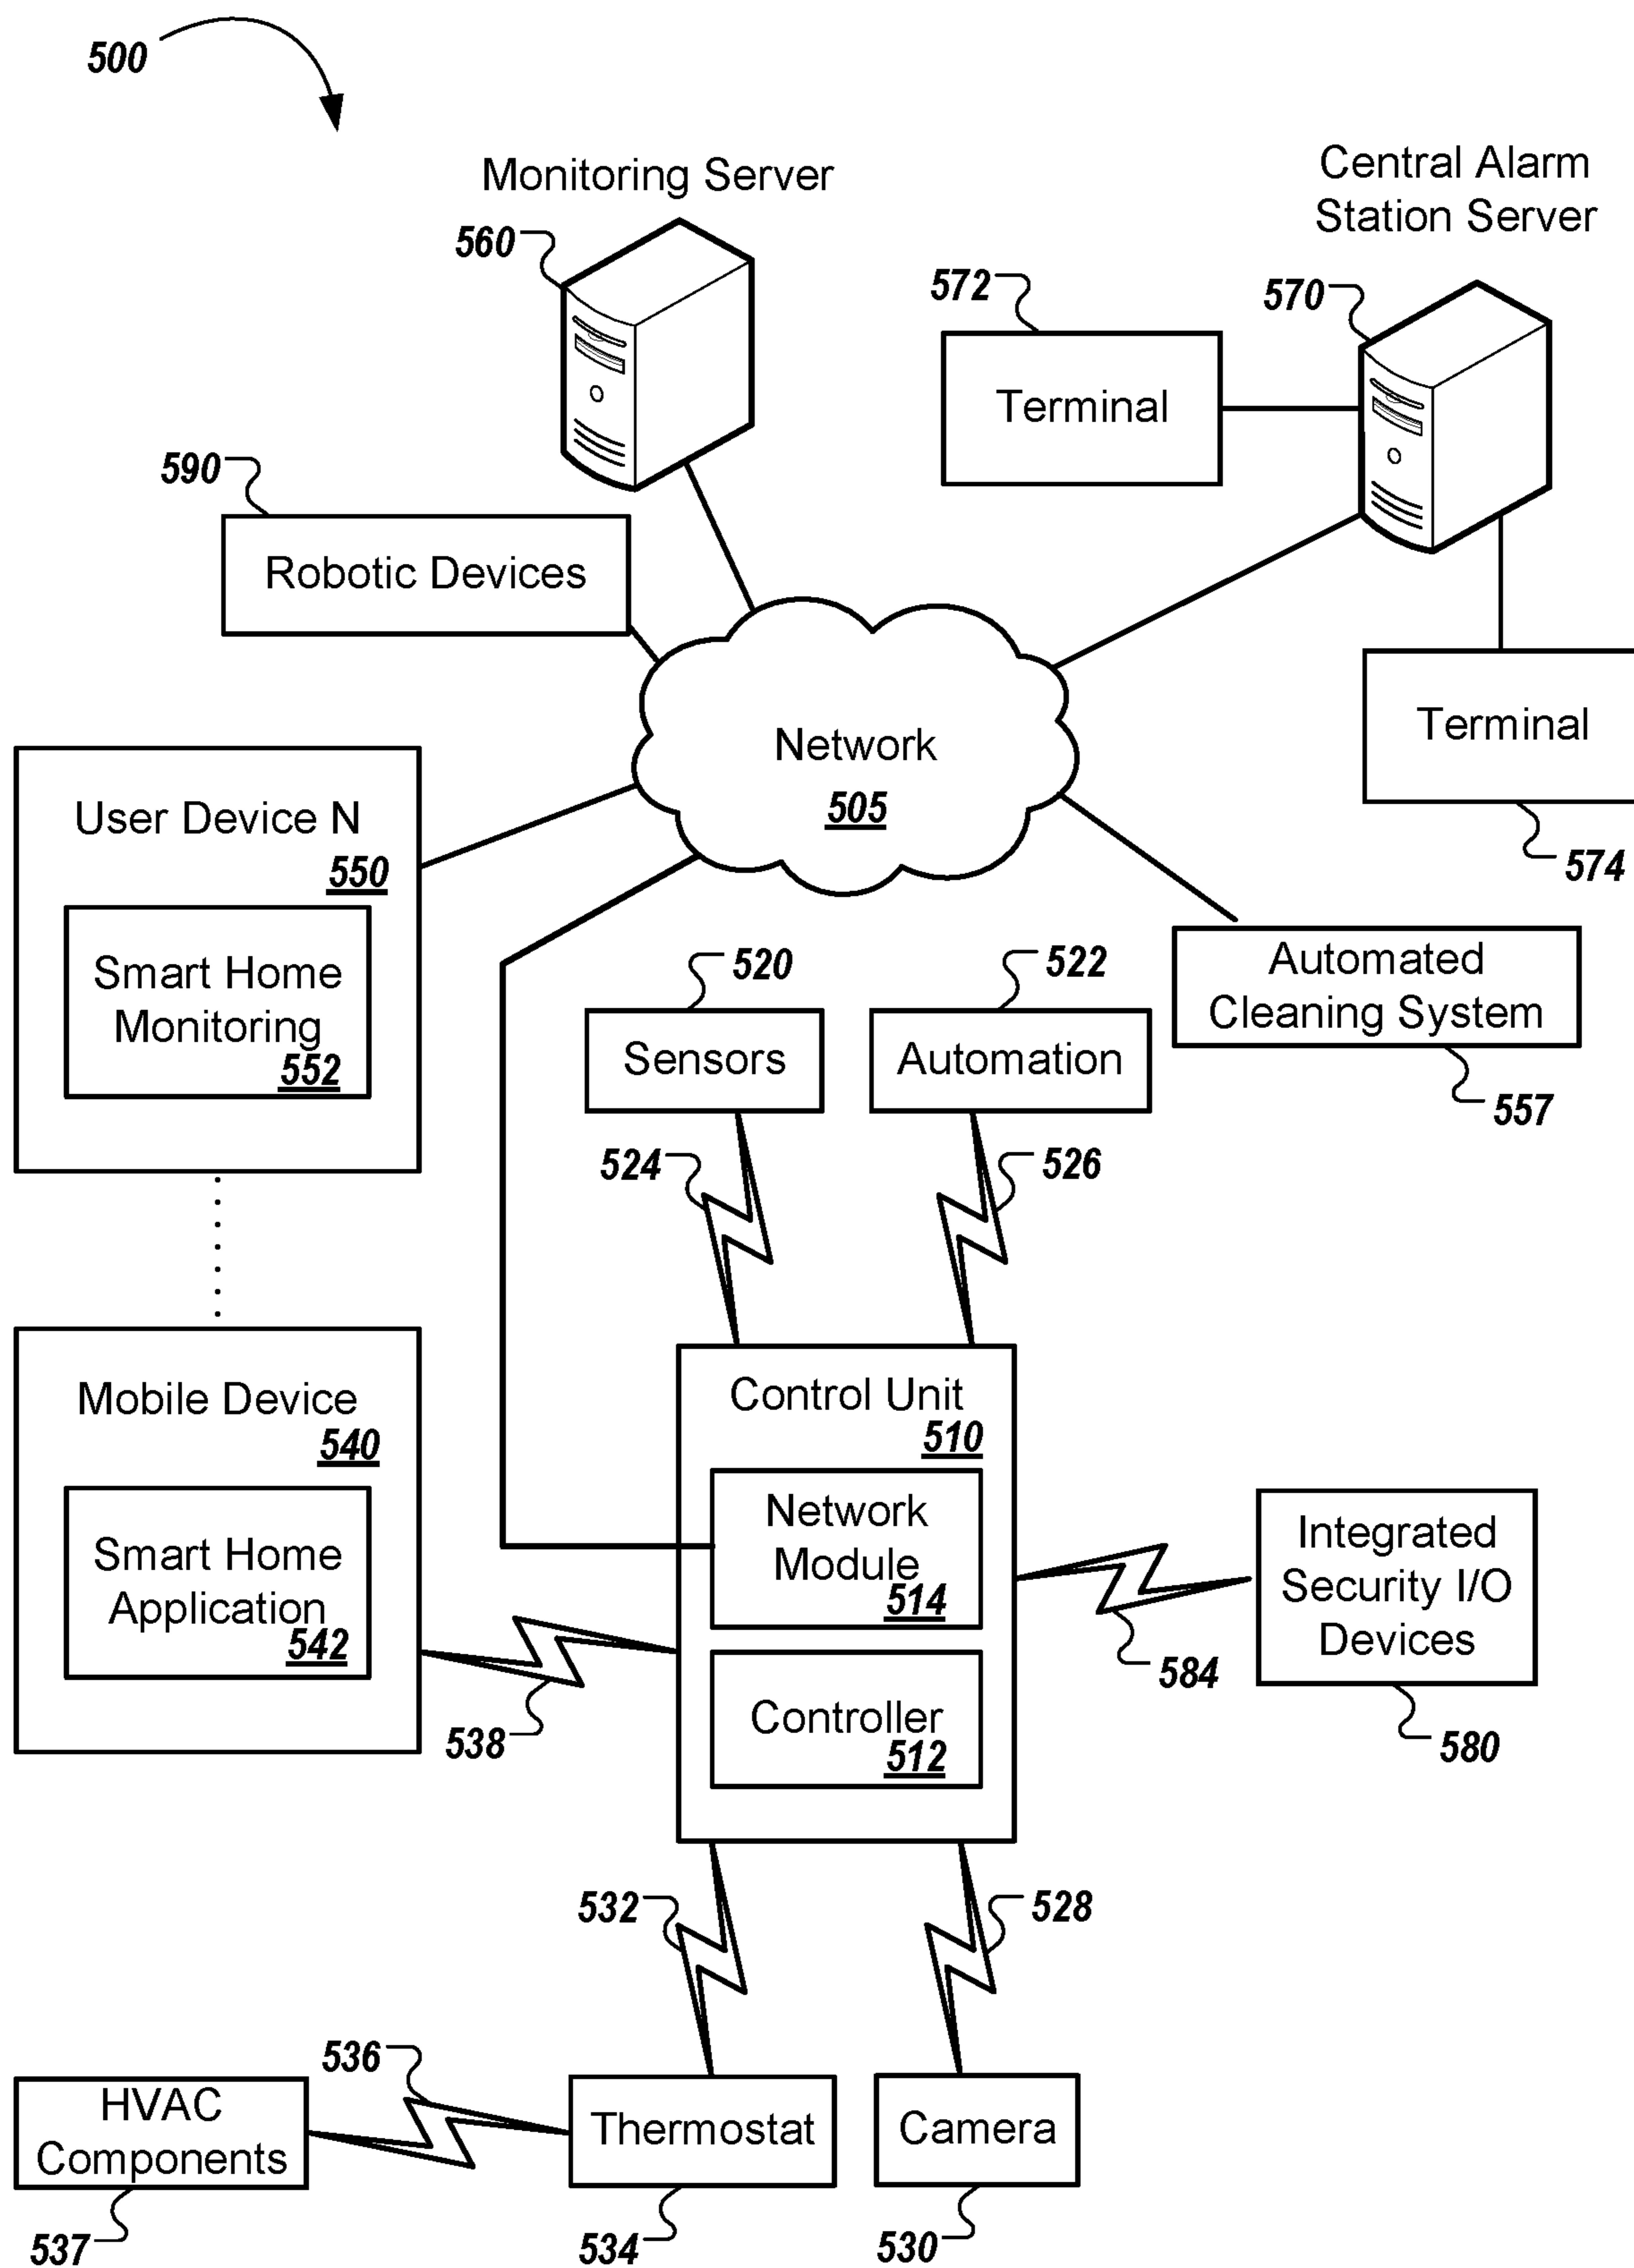 500
Monitoring Server
560
Central Alarm
Station Server
570
572
Terminal
590
Robotic Devices
Network
505
Terminal
574
User Device N
550
Smart Home
Monitoring
552
520
Sensors
522
Automation
Automated
Cleaning System
557
524
526
Mobile Device
540
Smart Home
Application
542
538
Control Unit
510
Network
Module
514
Controller
512
Integrated
Security I/O
Devices
584
580
532
528
536
HVAC
Components
537
Thermostat
534
Camera
530